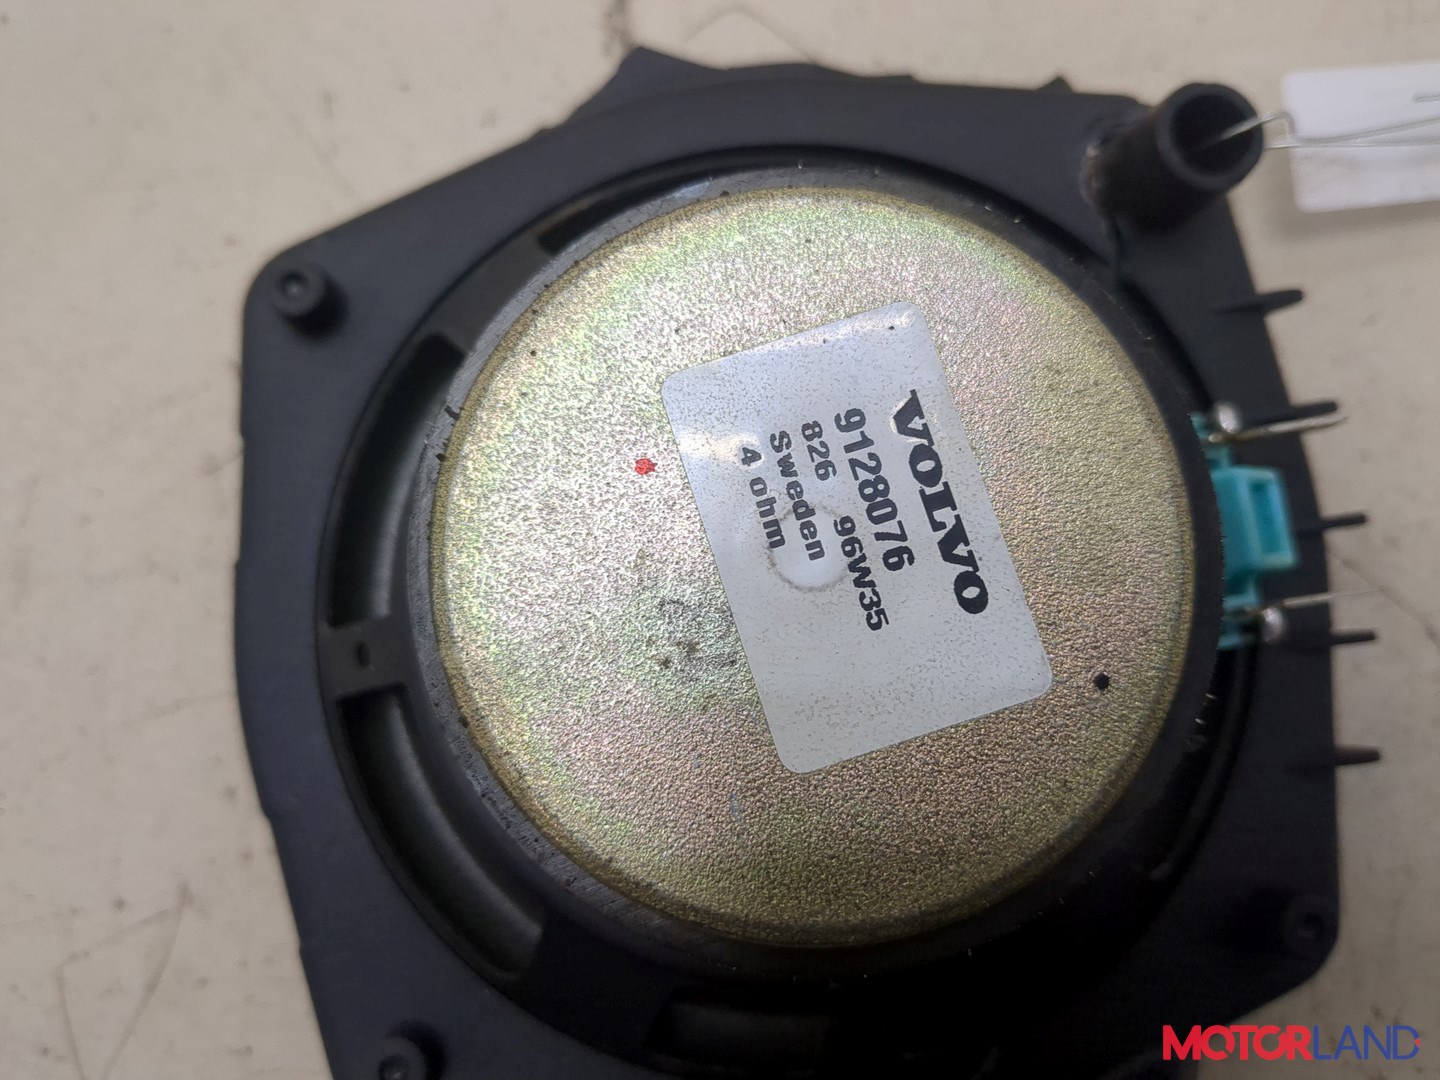 VOLVO
9128076
826 96W35
Sweden
4 ohm
MOTORLAND